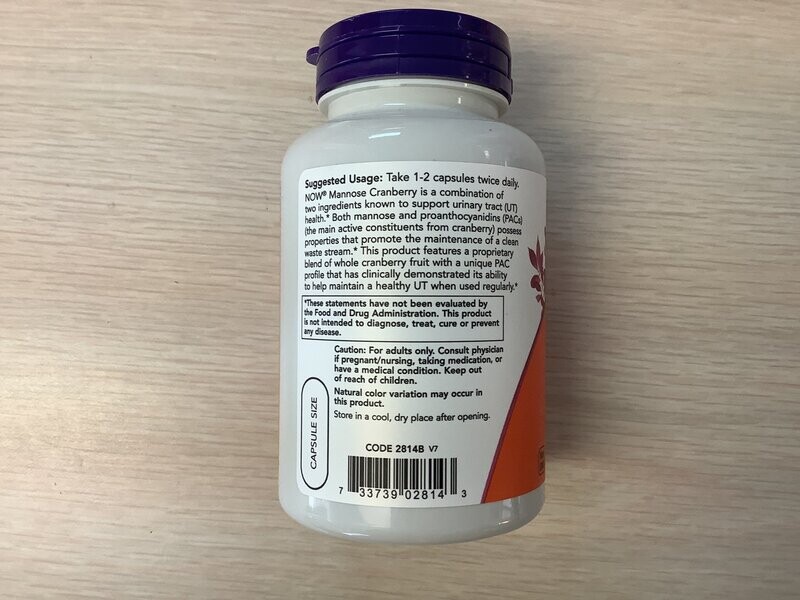 Suggested Usage: Take 1-2 capsules twice daily.
NOW® Mannose Cranberry is a combination of
two ingredients known to support urinary tract (UT)
health.* Both mannose and proanthocyanidins (PACs)
(the main active constituents from cranberry) possess
properties that promote the maintenance of a clean
waste stream.* This product features a proprietary
blend of whole cranberry fruit with a unique PAC
profile that has clinically demonstrated its ability
to help maintain a healthy UT when used regularly.*
*These statements have not been evaluated by
the Food and Drug Administration. This product
is not intended to diagnose, treat, cure or prevent
any disease.
Caution: For adults only. Consult physician
if pregnant/nursing, taking medication, or
have a medical condition. Keep out
of reach of children.
Natural color variation may occur in
this product.
Store in a cool, dry place after opening.
CAPSULE SIZE
CODE 2814B V7
7 33739 02814 3